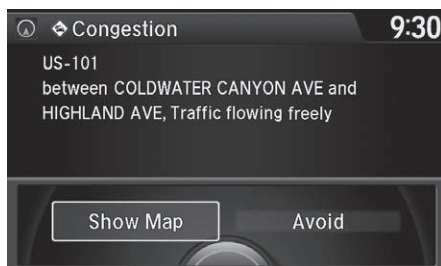 Congestion
9:30
US-101
between COLDWATER CANYON AVE and
HIGHLAND AVE, Traffic flowing freely
Show Map
Avoid